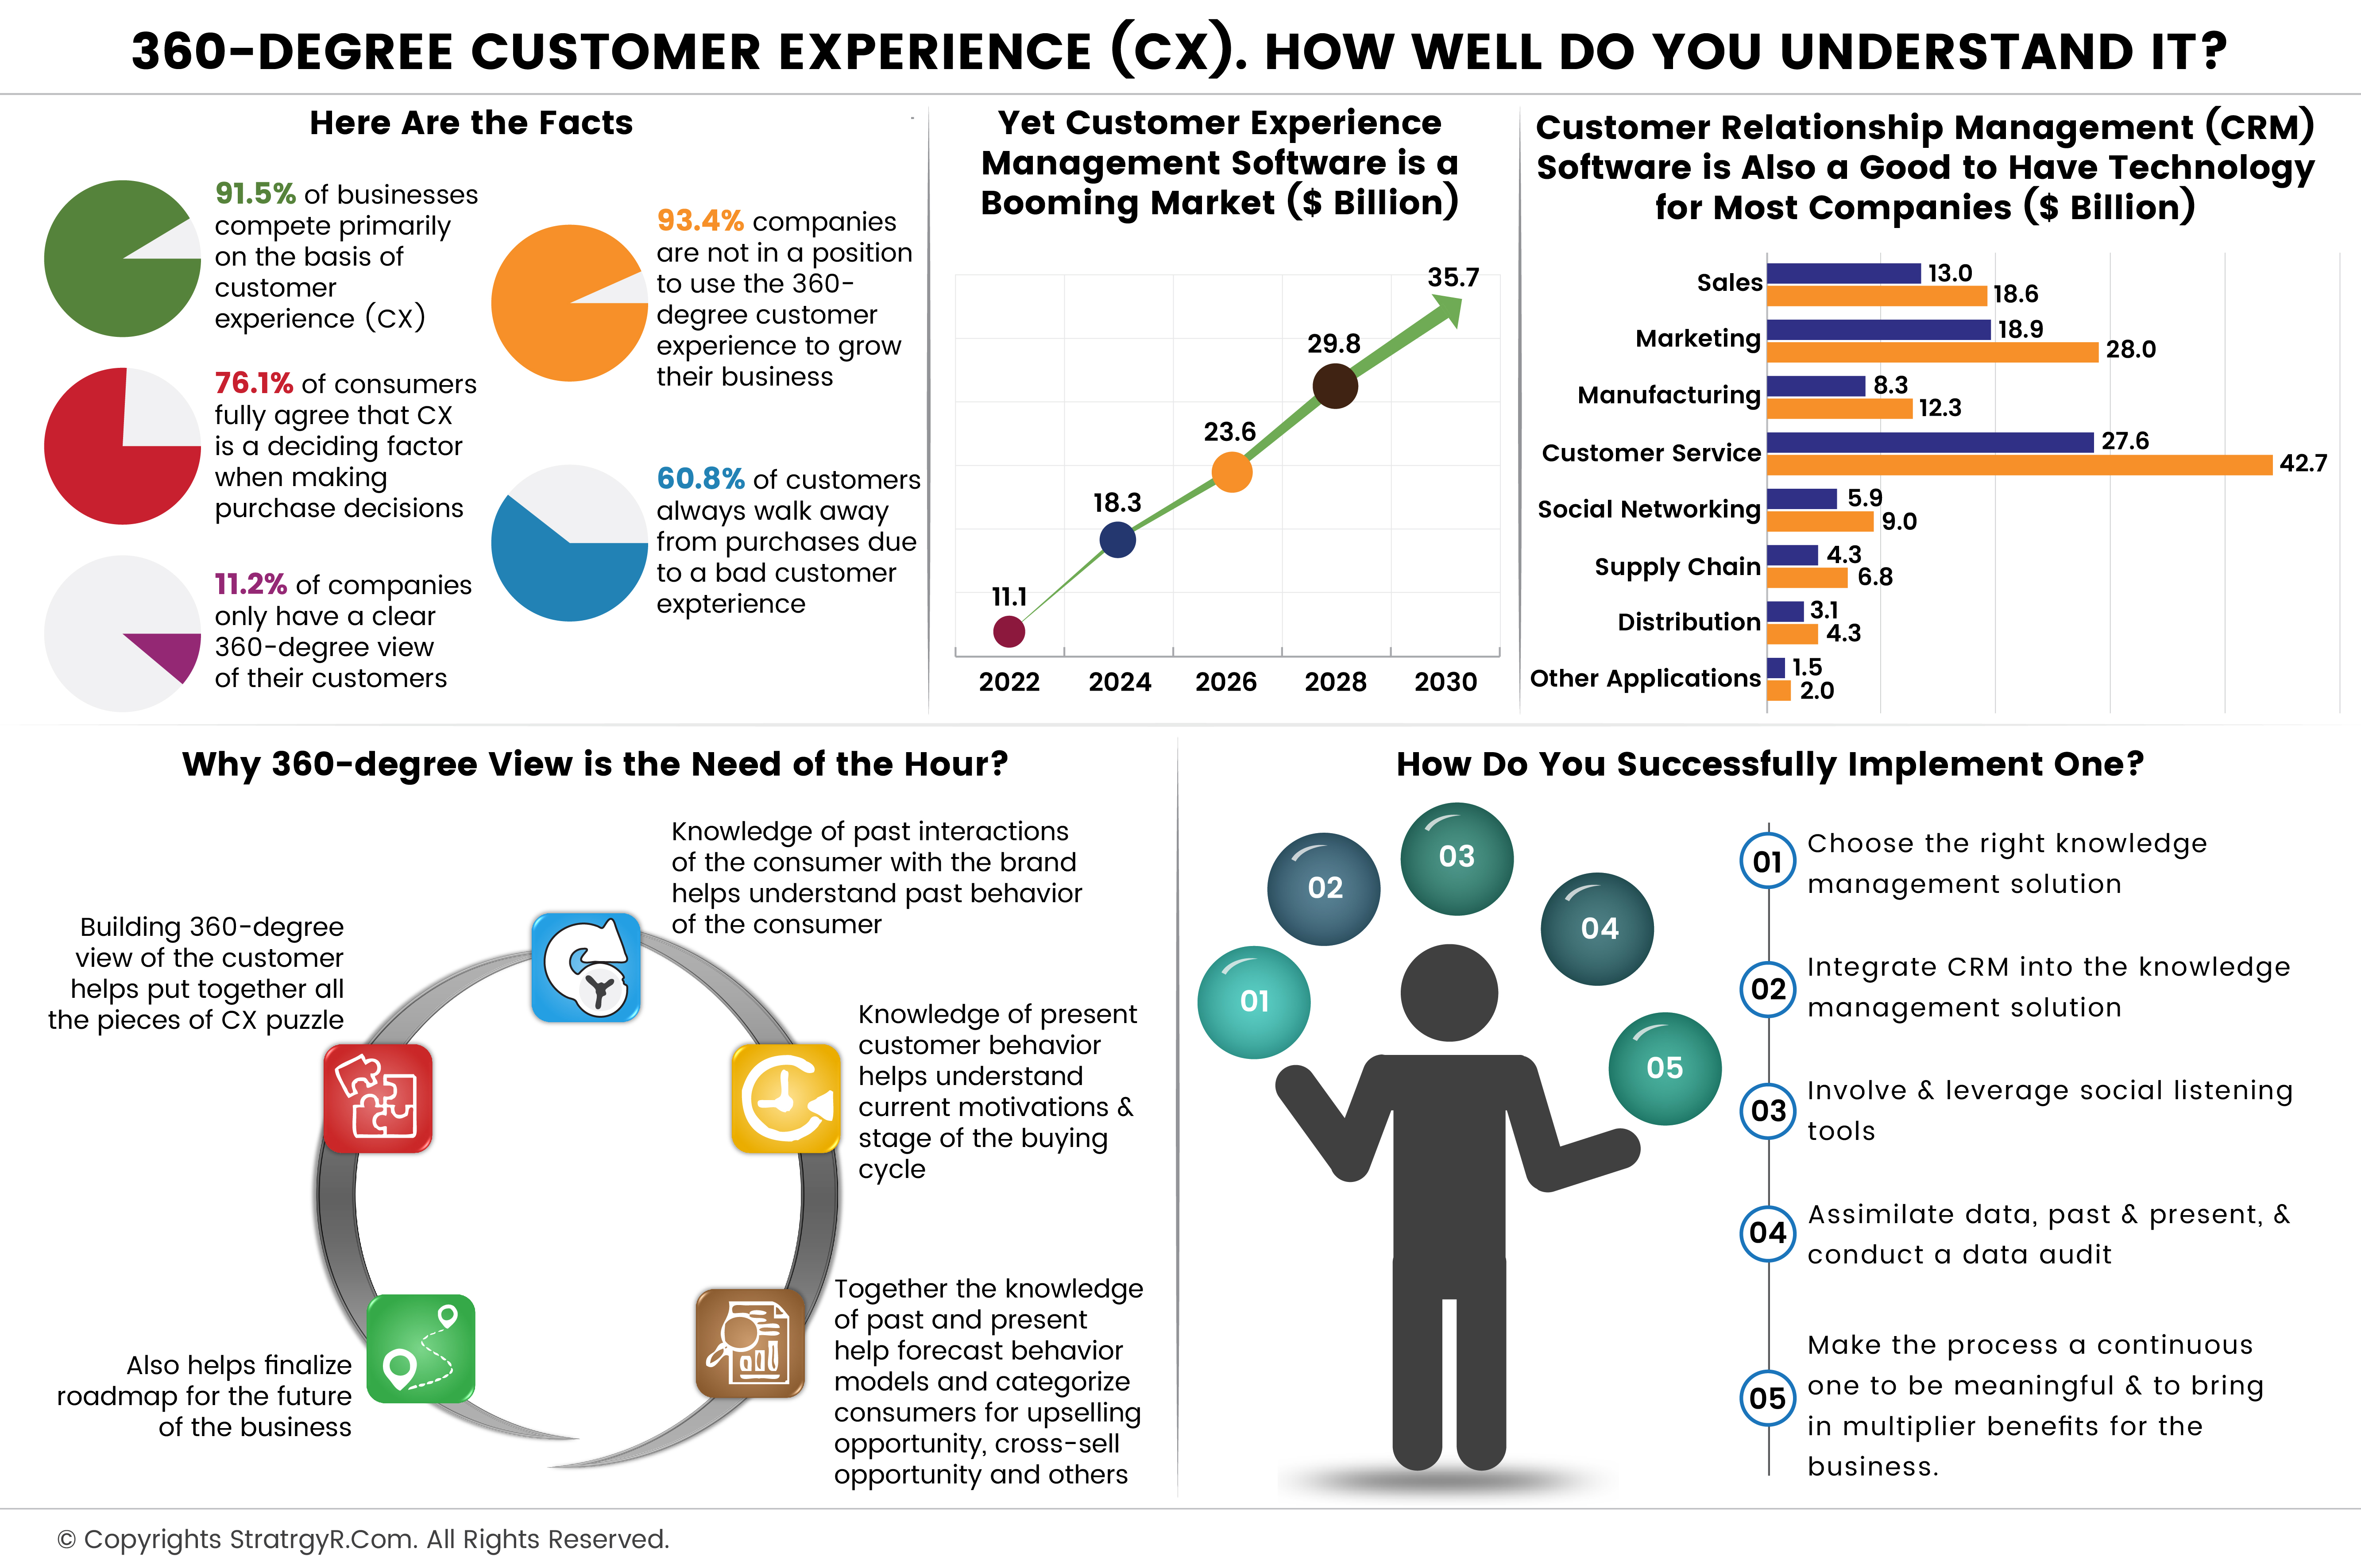 360-DEGREE CUSTOMER EXPERIENCE (CX). HOW WELL DO YOU UNDERSTAND IT?
Here Are the Facts
91.5% of businesses
compete primarily
on the basis of
customer
experience (CX)
76.1% of consumers
fully agree that CX
is a deciding factor
when making
purchase decisions
11.2% of companies
only have a clear
360-degree view
of their customers
93.4% companies
are not in a position
to use the 360-
degree customer
experience to grow
their business
60.8% of customers
always walk away
from purchases due
to a bad customer
expterience
Yet Customer Experience
Management Software is a
Booming Market ($ Billion)
35.7
29.8
23.6
18.3
11.1
2022 2024 2026 2028 2030
Customer Relationship Management (CRM)
Software is Also a Good to Have Technology
for Most Companies ($ Billion)
Sales 13.0
18.6
Marketing 18.9
28.0
Manufacturing 8.3
12.3
Customer Service 27.6
42.7
Social Networking 5.9
9.0
Supply Chain 4.3
6.8
Distribution 3.1
4.3
Other Applications 1.5
2.0
Why 360-degree View is the Need of the Hour?
Knowledge of past interactions
of the consumer with the brand
helps understand past behavior
of the consumer
Knowledge of present
customer behavior
helps understand
current motivations &
stage of the buying
cycle
Together the knowledge
of past and present
help forecast behavior
models and categorize
consumers for upselling
opportunity, cross-sell
opportunity and others
Also helps finalize
roadmap for the future
of the business
Building 360-degree
view of the customer
helps put together all
the pieces of CX puzzle
How Do You Successfully Implement One?
01
02
03
04
05
01 Choose the right knowledge
management solution
02 Integrate CRM into the knowledge
management solution
03 Involve & leverage social listening
tools
04 Assimilate data, past & present, &
conduct a data audit
05 Make the process a continuous
one to be meaningful & to bring
in multiplier benefits for the
business.
© Copyrights StratrgyR.Com. All Rights Reserved.